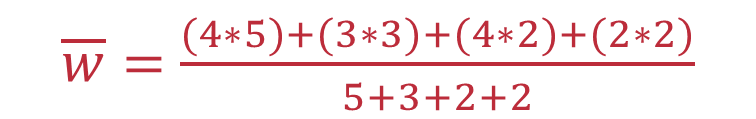 w̅ = (4*5)+(3*3)+(4*2)+(2*2)
5+3+2+2